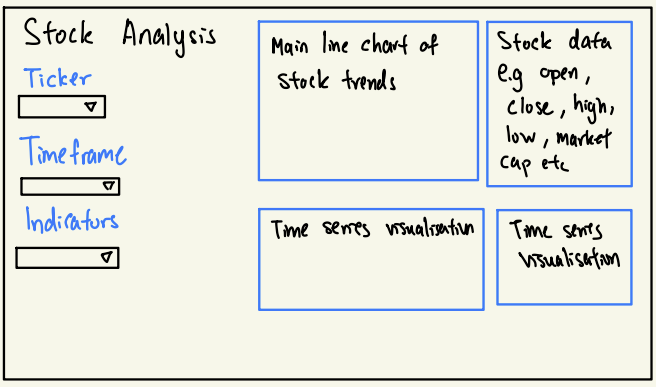 Stock Analysis
Ticker
Timeframe
Indicators
Main line chart of
stock trends
Stock data
e.g open,
close, high,
low, market
cap etc
Time series visualisation
Time series
visualisation